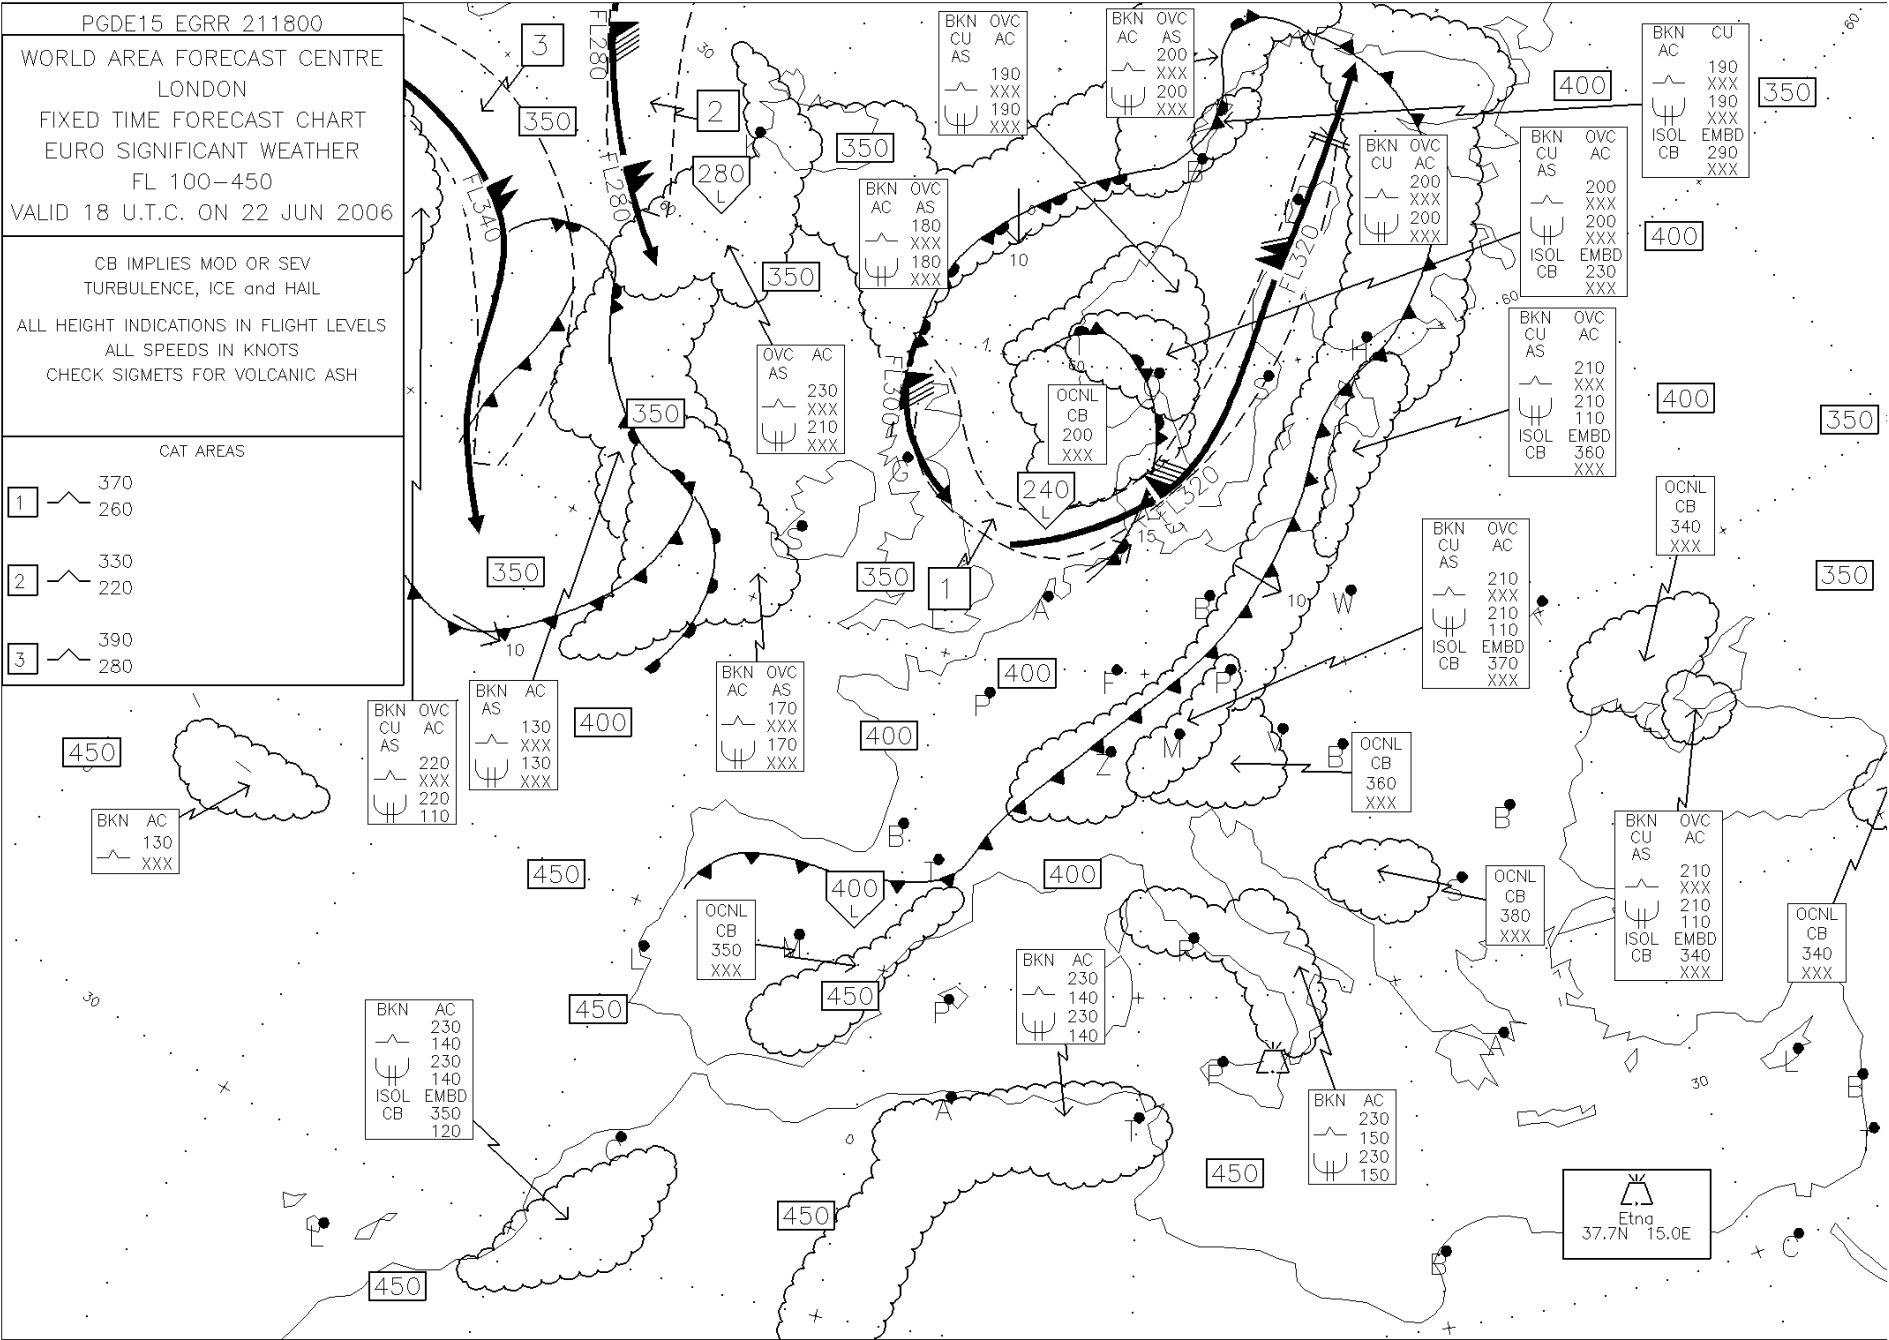 PGDE15 EGRR 211800
WORLD AREA FORECAST CENTRE
LONDON
FIXED TIME FORECAST CHART
EURO SIGNIFICANT WEATHER
FL 100-450
VALID 18 U.T.C. ON 22 JUN 2006
CB IMPLIES MOD OR SEV
TURBULENCE, ICE and HAIL
ALL HEIGHT INDICATIONS IN FLIGHT LEVELS
ALL SPEEDS IN KNOTS
CHECK SIGMETS FOR VOLCANIC ASH
CAT AREAS
1
370
260
2
330
220
3
390
280
3
350
FL280
FL280
FL340
2
30
280
L
60
350
350
350
BKN OVC
CU AC
AS
190
XXX
190
XXX
BKN OVC
AC AS
200
XXX
200
XXX
BKN CU
AC
190
XXX
190
XXX
ISOL EMBD
CB 290
XXX
400
350
60
BKN OVC
AC AS
180
XXX
180
XXX
BKN OVC
CU AC
200
XXX
200
XXX
BKN OVC
CU AC
AS
200
XXX
200
XXX
ISOL EMBD
CB 230
XXX
400
B
10
FL320
60
OVC AC
AS
230
XXX
210
XXX
FL300
60
H
OCNL
CB
200
XXX
BKN OVC
CU AC
AS
210
XXX
210
110
ISOL EMBD
CB 360
XXX
400
350
G
240
L
FL320
15
S
350
350
1
A
B
10
W
K
OCNL
CB
340
XXX
350
BKN OVC
CU AC
AS
210
XXX
210
110
ISOL EMBD
CB 370
XXX
10
400
P
F
P
BKN OVC
CU AC
AS
220
XXX
220
110
BKN AC
AS
130
XXX
130
XXX
400
BKN OVC
AC AS
170
XXX
170
XXX
400
Z
M
V
B
OCNL
CB
360
XXX
450
BKN AC
130
XXX
B
B
BKN OVC
CU AC
AS
210
XXX
210
110
ISOL EMBD
CB 340
XXX
450
T
400
L
400
S
OCNL
CB
380
XXX
OCNL
CB
340
XXX
OCNL
CB
350
XXX
L
M
R
30
450
450
P
BKN AC
230
140
230
140
A
L
B
BKN AC
230
140
230
140
ISOL EMBD
CB 350
120
P
30
A
T
C
0
BKN AC
230
150
230
150
450
L
450
450
B
C
Etna
37.7N 15.0E